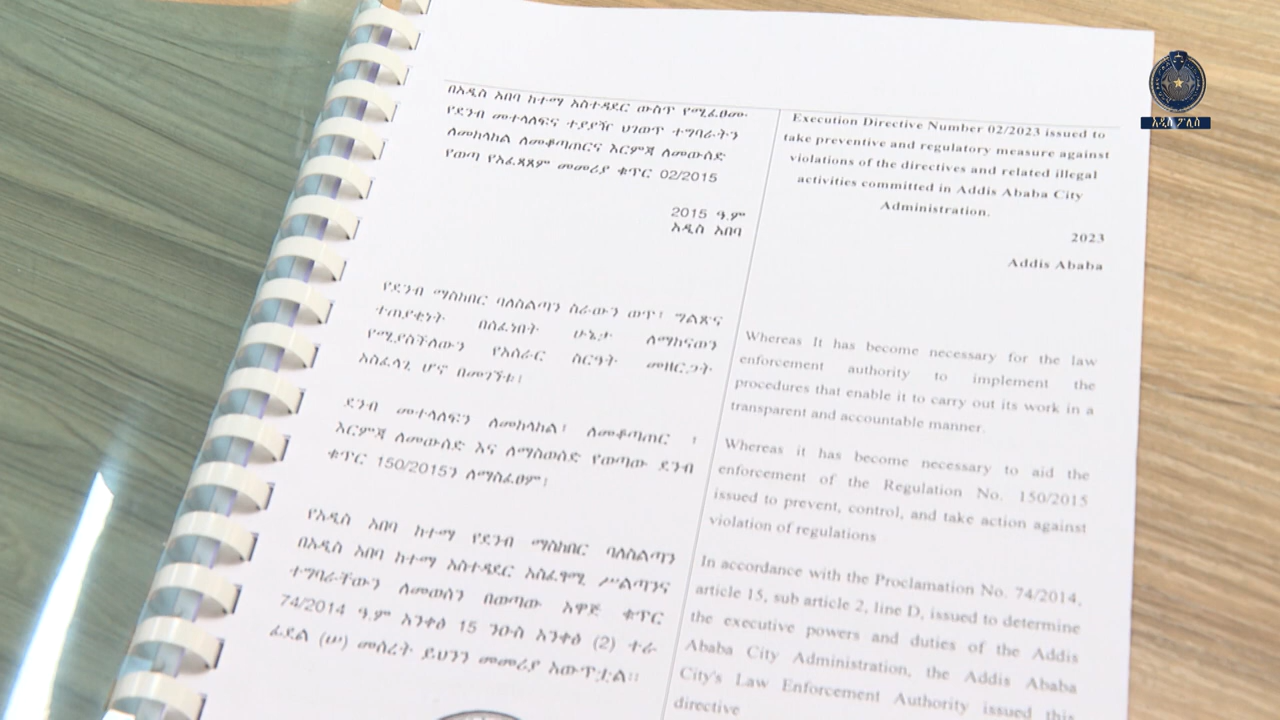 በአዲስ አበባ ከተማ አስተዳደር ውስጥ የሚፈፀሙ
የደንብ መተላለፍና ተያያዥ ህገወጥ ተግባራትን
ለመከላከል ለመቆጣጠርና እርምጃ ለመውሰድ
የወጣ የአፈጻጸም መመሪያ ቁጥር 02/2015
2015 ዓ.ም
አዲስ አበባ
የደንብ ማስከበር ባለስልጣን ስራውን ወጥ፣ ግልጽና
ተጠያቂነት በሰፈነበት ሁኔታ ለማከናወን
የሚያስችለውን የአሰራር ስርዓት መዘርጋት
አስፈላጊ ሆኖ በመገኘቱ፣
ደንብ መተላለፍን ለመከላከል፣ ለመቆጣጠር ፣
እርምጃ ለመውሰድ እና ለማስወሰድ የወጣው ደንብ
ቁጥር 150/2015ን ለማስፈፀም፣
የአዲስ አበባ ከተማ የደንብ ማስከበር ባለስልጣን
በአዲስ አበባ ከተማ አስተዳደር አስፈፃሚ ሥልጣንና
ተግባራቸውን ለመወሰን በወጣው አዋጅ ቁጥር
74/2014 ዓ.ም አንቀፅ 15 ንዑስ አንቀፅ (2) ተራ
ፊደል (ሠ) መሰረት ይህንን መመሪያ አውጥቷል።
Execution Directive Number 02/2023 issued to
take preventive and regulatory measure against
violations of the directives and related illegal
activities committed in Addis Ababa City
Administration.
2023
Addis Ababa
Whereas It has become necessary for the law
enforcement authority to implement the
procedures that enable it to carry out its work in a
transparent and accountable manner.
Whereas it has become necessary to aid the
enforcement of the Regulation No. 150/2015
issued to prevent, control, and take action against
violation of regulations
In accordance with the Proclamation No. 74/2014,
article 15, sub article 2, line D, issued to determine
the executive powers and duties of the Addis
Ababa City Administration, the Addis Ababa
City's Law Enforcement Authority issued this
directive
አዲስ ፖሊስ